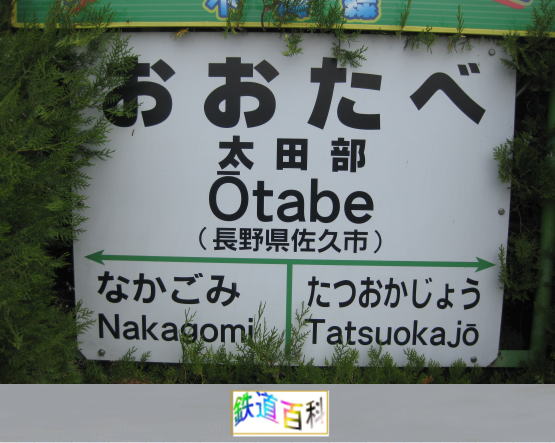 おおたべ
太田部
Ōtabe
（長野県佐久市）
なかごみ
Nakagomi
たつおかじょう
Tatsuokajō
鉄道百科